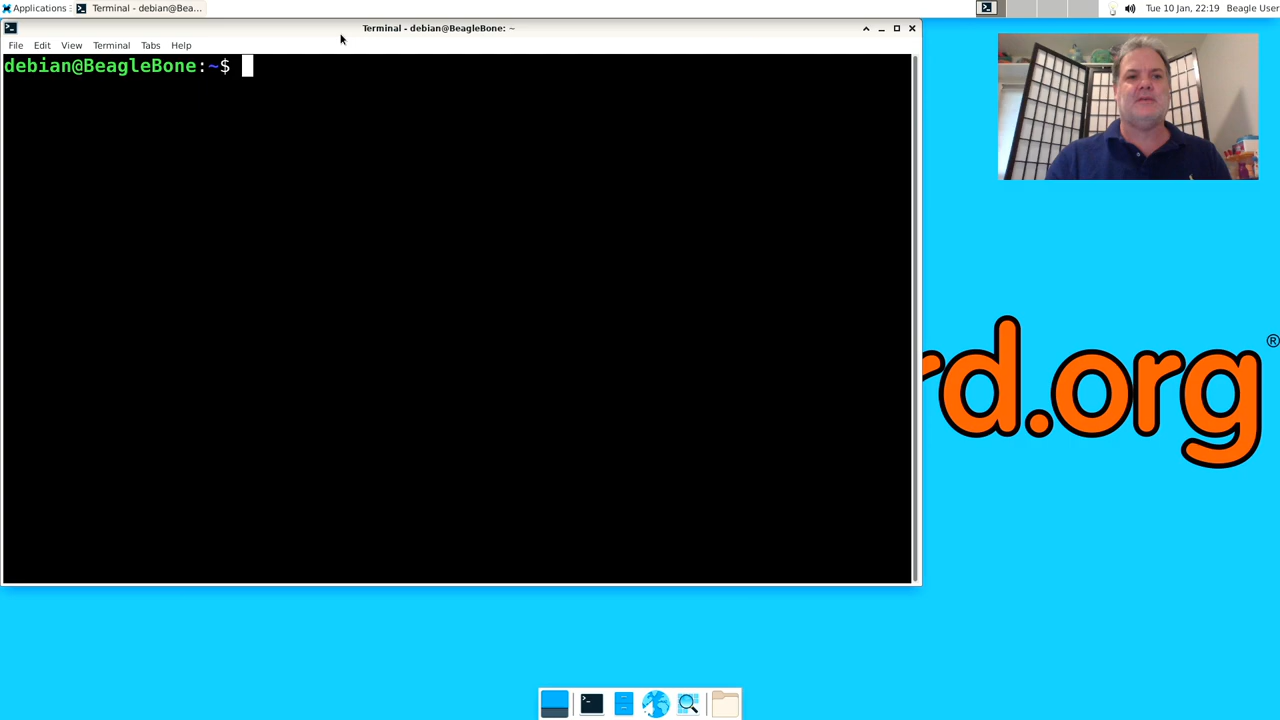 Applications
Terminal - debian@Bea...
Tue 10 Jan, 22:19
Beagle User
Terminal - debian@BeagleBone: ~
File Edit View Terminal Tabs Help
debian@BeagleBone:~$
rd.org®